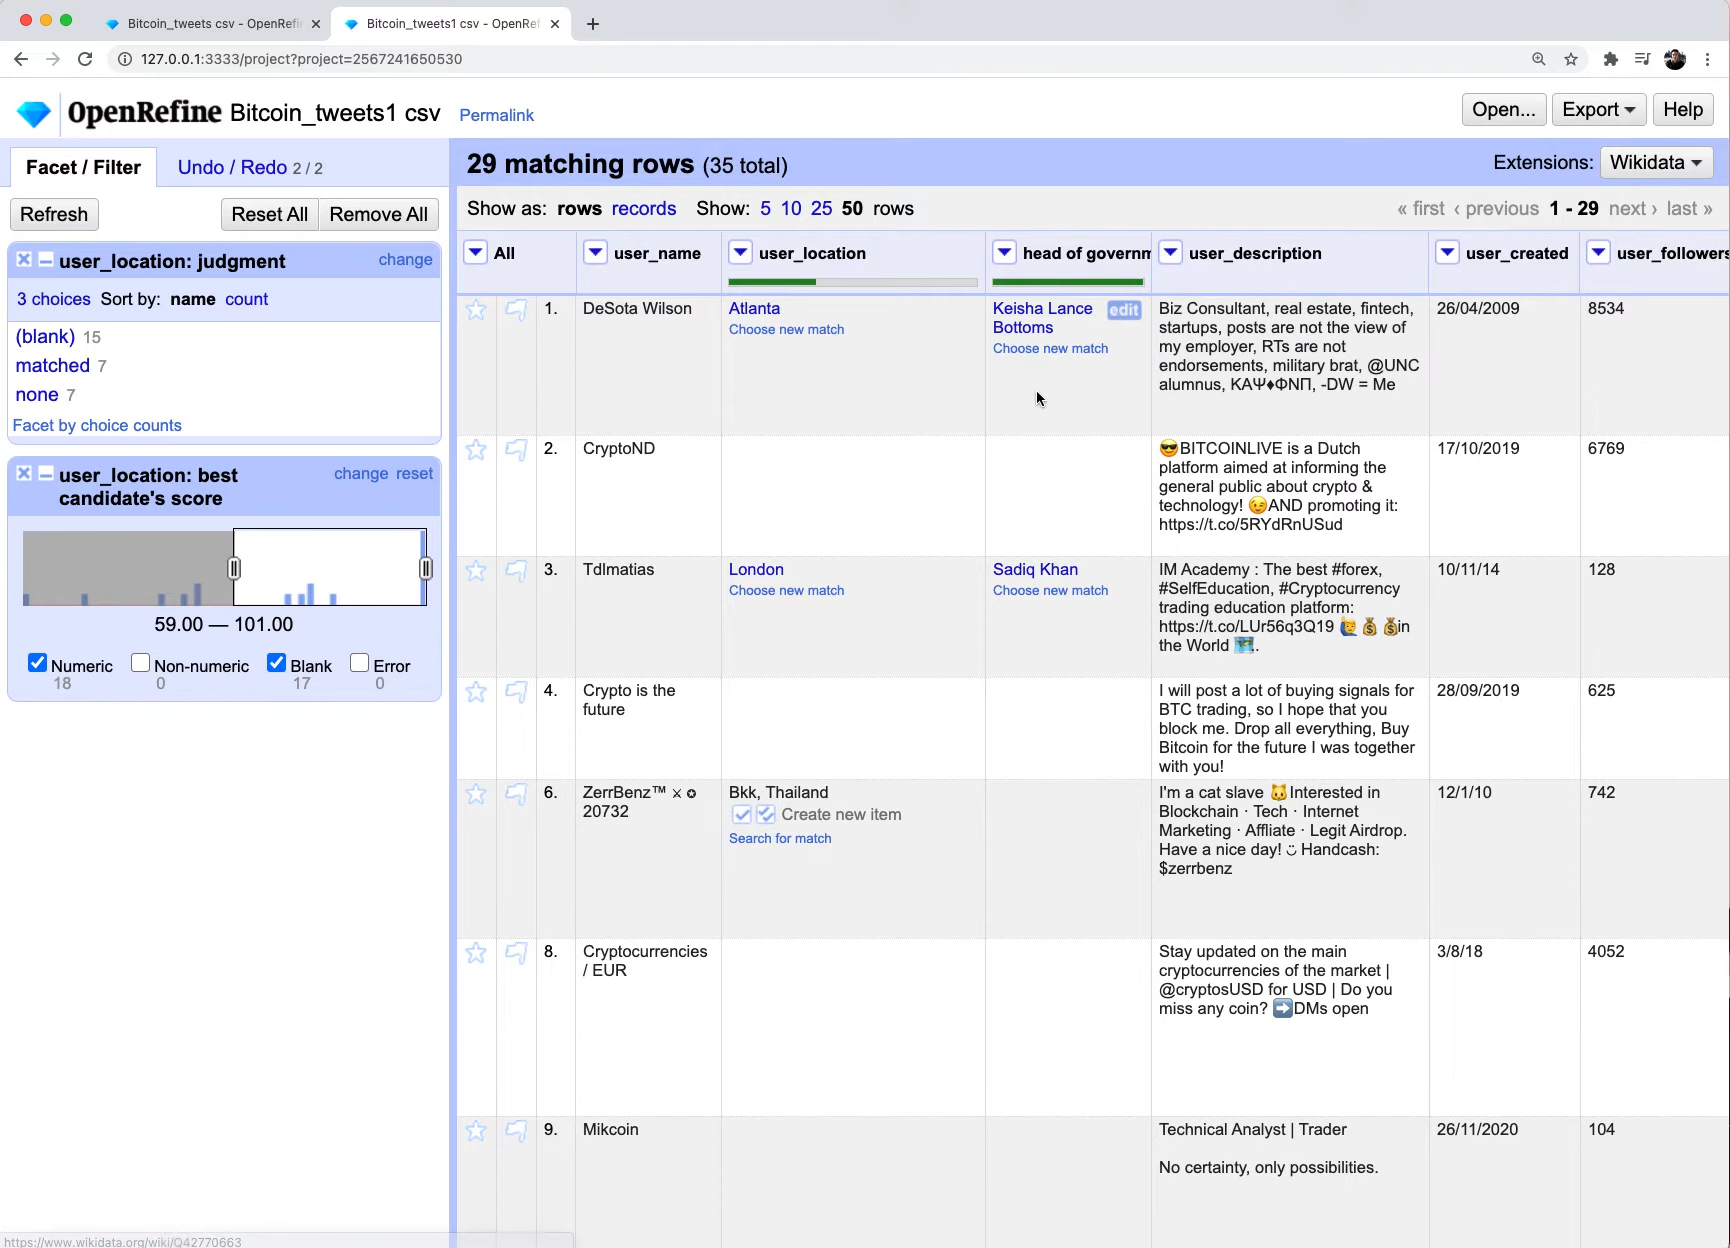 Bitcoin_tweets csv - OpenRefin
Bitcoin_tweets1 csv - OpenRef
127.0.0.1:3333/project?project=2567241650530
OpenRefine Bitcoin_tweets1 csv Permalink
Open... Export Help
Facet / Filter Undo / Redo 2 / 2
Refresh Reset All Remove All
user_location: judgment change
3 choices Sort by: name count
(blank) 15
matched 7
none 7
Facet by choice counts
user_location: best candidate's score change reset
59.00 — 101.00
Numeric Non-numeric Blank Error
18 0 17 0
29 matching rows (35 total)
Extensions: Wikidata
Show as: rows records Show: 5 10 25 50 rows
« first ‹ previous 1 - 29 next › last »
All user_name user_location head of governm user_description user_created user_followers
1. DeSota Wilson
Atlanta
Choose new match
Keisha Lance edit
Bottoms
Choose new match
Biz Consultant, real estate, fintech,
startups, posts are not the view of
my employer, RTs are not
endorsements, military brat, @UNC
alumnus, ΚΑΨ♦ΦΝΠ, -DW = Me
26/04/2009
8534
2. CryptoND
😎BITCOINLIVE is a Dutch
platform aimed at informing the
general public about crypto &
technology! 😉AND promoting it:
https://t.co/5RYdRnUSud
17/10/2019
6769
3. Tdlmatias
London
Choose new match
Sadiq Khan
Choose new match
IM Academy : The best #forex,
#SelfEducation, #Cryptocurrency
trading education platform:
https://t.co/LUr56q3Q19 🙋‍♂️💰 💰in
the World 🗺️.
10/11/14
128
4. Crypto is the
future
I will post a lot of buying signals for
BTC trading, so I hope that you
block me. Drop all everything, Buy
Bitcoin for the future I was together
with you!
28/09/2019
625
6. ZerrBenz™ ⚔ ✪
20732
Bkk, Thailand
Create new item
Search for match
I'm a cat slave 🐱Interested in
Blockchain · Tech · Internet
Marketing · Affliate · Legit Airdrop.
Have a nice day! ت Handcash:
$zerrbenz
12/1/10
742
8. Cryptocurrencies
/ EUR
Stay updated on the main
cryptocurrencies of the market |
@cryptosUSD for USD | Do you
miss any coin? ➡️DMs open
3/8/18
4052
9. Mikcoin
Technical Analyst | Trader
No certainty, only possibilities.
26/11/2020
104
https://www.wikidata.org/wiki/Q42770663